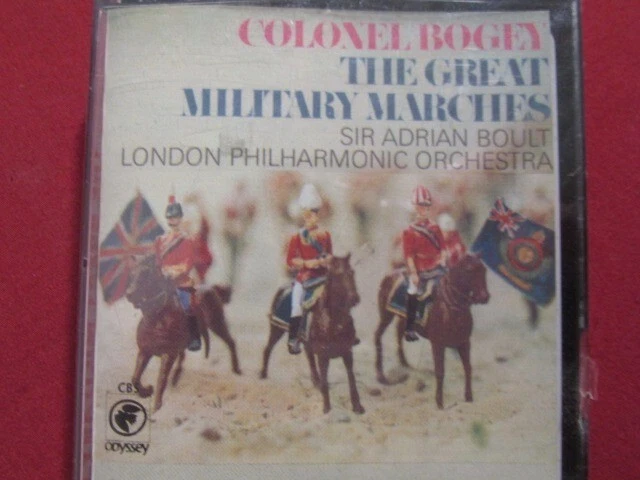 COLONEL BOGEY
THE GREAT
MILITARY MARCHES
SIR ADRIAN BOULT
LONDON PHILHARMONIC ORCHESTRA
CBS
odyssey